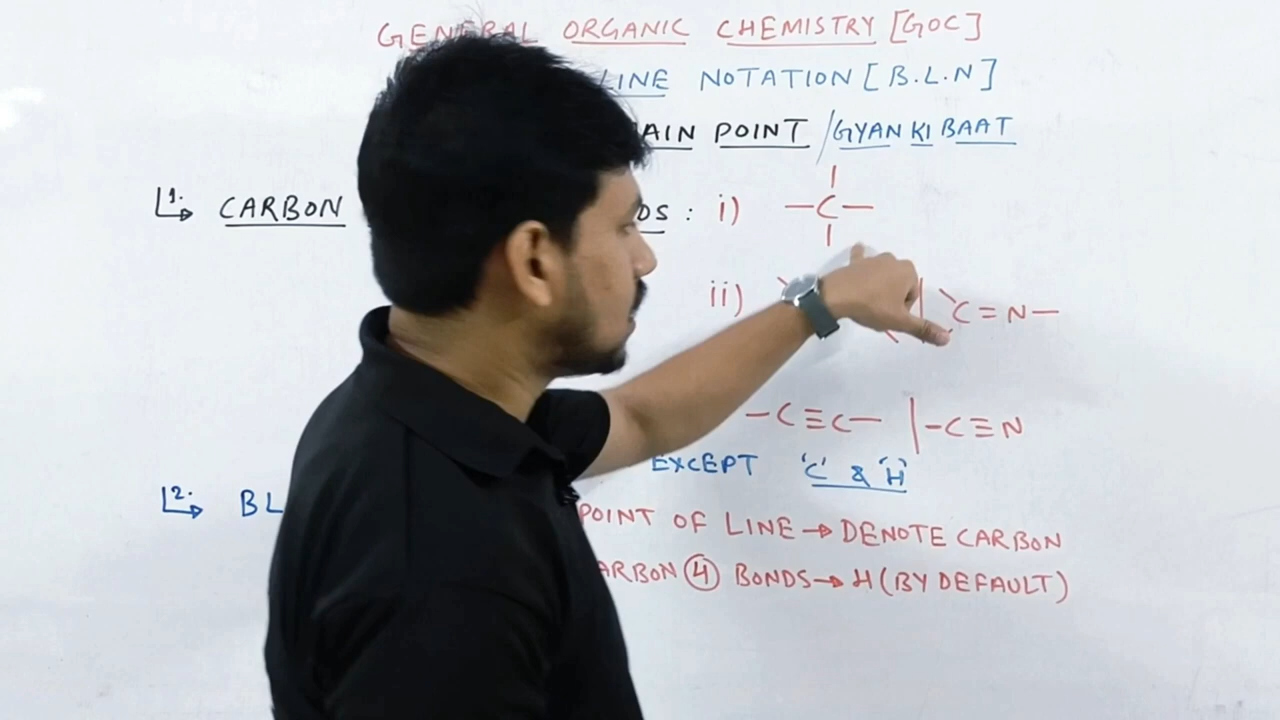 GENERAL ORGANIC CHEMISTRY [GOC]
LINE NOTATION [B.L.N]
POINT / GYAN KI BAAT
1. CARBON : i) -C-
ii) C=N-
-C≡C- | -C≡N
EXCEPT 'C' & 'H'
2. BL
POINT OF LINE → DENOTE CARBON
④ BONDS → H (BY DEFAULT)